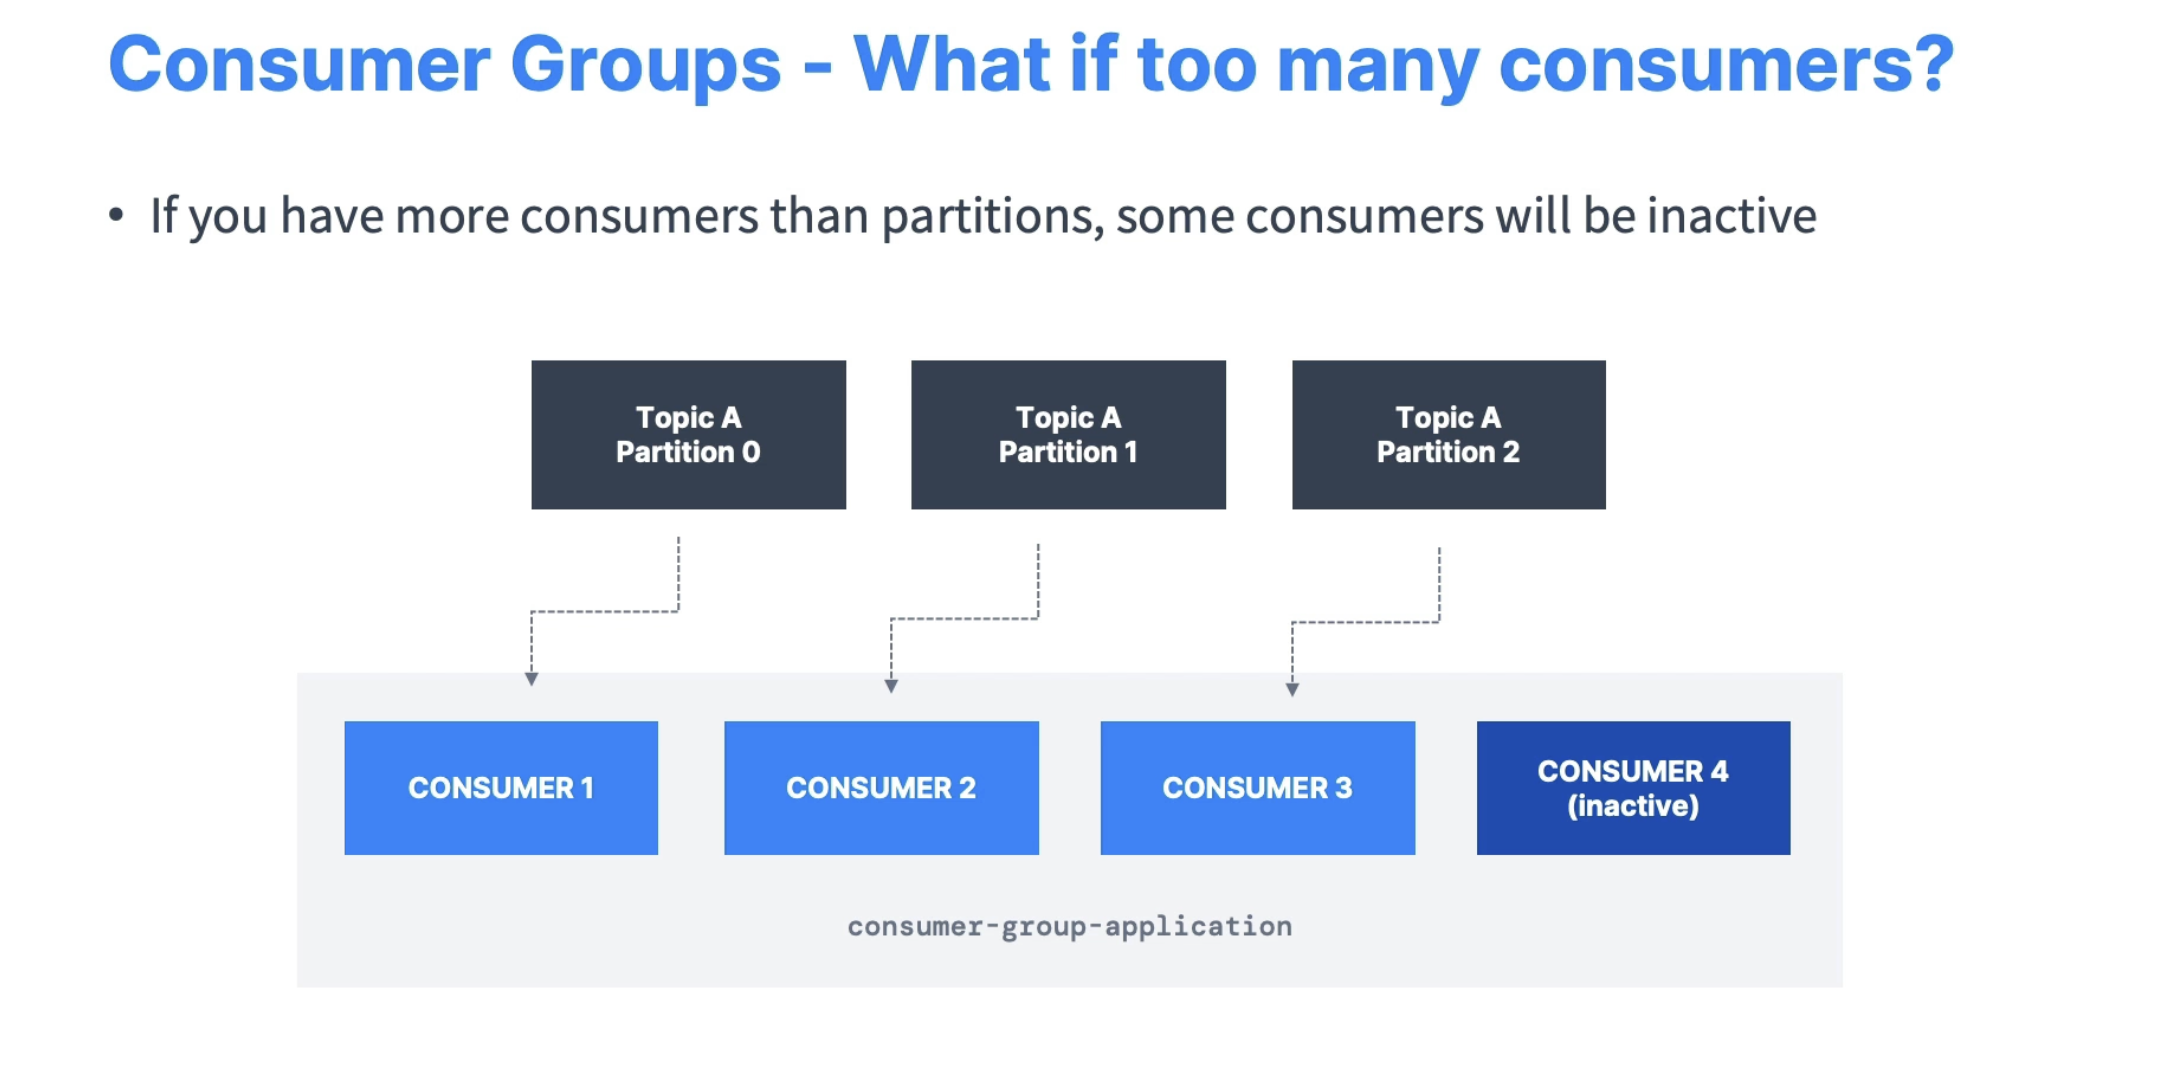 Consumer Groups - What if too many consumers?
• If you have more consumers than partitions, some consumers will be inactive
Topic A
Partition 0
Topic A
Partition 1
Topic A
Partition 2
CONSUMER 1
CONSUMER 2
CONSUMER 3
CONSUMER 4
(inactive)
consumer-group-application